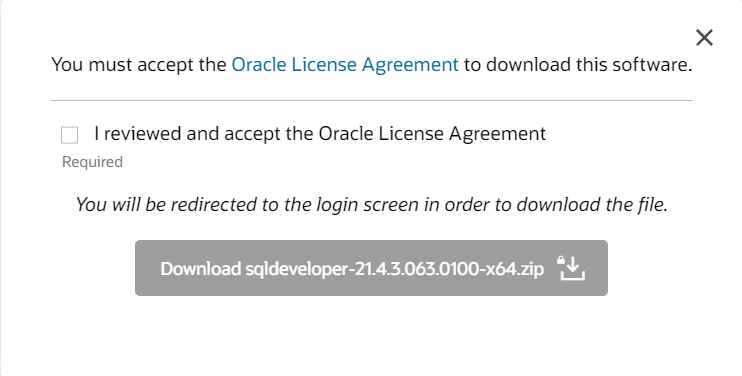 You must accept the Oracle License Agreement to download this software.
I reviewed and accept the Oracle License Agreement
Required
You will be redirected to the login screen in order to download the file.
Download sqldeveloper-21.4.3.063.0100-x64.zip